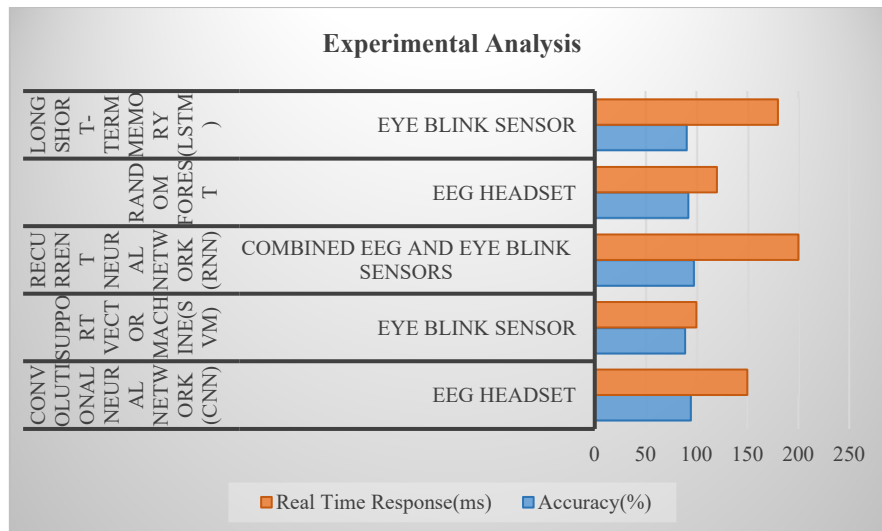 Experimental Analysis
LONG
SHOR
T-
TERM
MEMO
RY
(LSTM
)
EYE BLINK SENSOR
RAND
OM
FORES
T
EEG HEADSET
RECU
RREN
T
NEUR
AL
NETW
ORK
(RNN)
COMBINED EEG AND EYE BLINK
SENSORS
SUPPO
RT
VECT
OR
MACH
INE(S
VM)
EYE BLINK SENSOR
CONV
OLUTI
ONAL
NEUR
AL
NETW
ORK
(CNN)
EEG HEADSET
0 50 100 150 200 250
Real Time Response(ms) Accuracy(%)